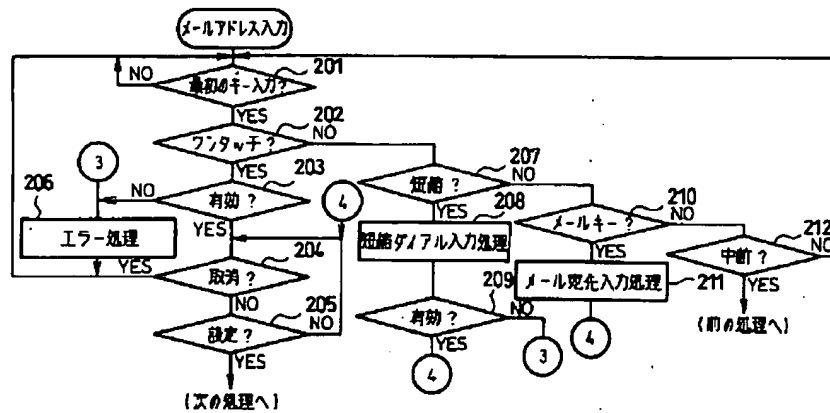 メールアドレス入力
NO
最初のキー入力?
201
YES
ワンタッチ?
202
NO
YES
3
NO
有効?
203
4
短縮?
207
NO
206
エラー処理
YES
YES
204
YES
208
短縮ダイアル入力処理
メールキー?
210
NO
取消?
YES
中断?
212
NO
NO
メール宛先入力処理
211
YES
設定?
205
NO
有効?
209
NO
4
(前の処理へ)
YES
YES
3
4
(次の処理へ)